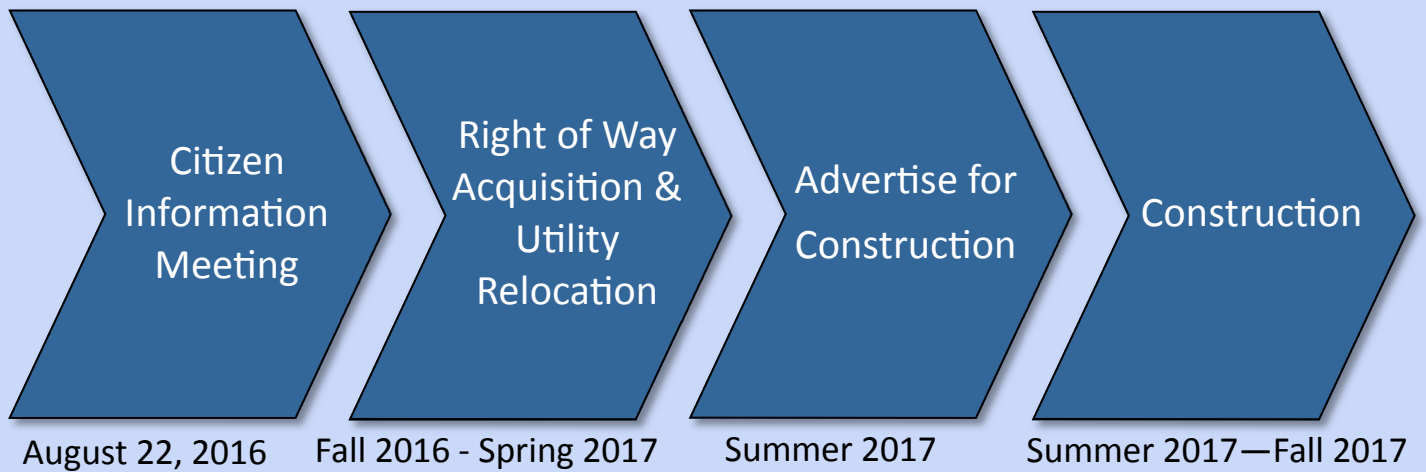 Citizen
Information
Meeting
Right of Way
Acquisition &
Utility
Relocation
Advertise for
Construction
Construction
August 22, 2016
Fall 2016 - Spring 2017
Summer 2017
Summer 2017—Fall 2017